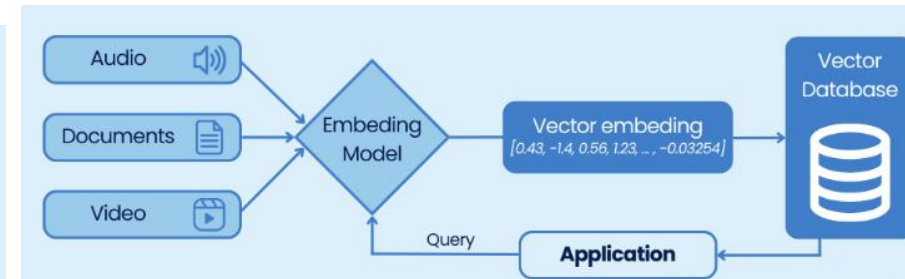 Audio
Documents
Video
Embeding
Model
Vector embeding
[0.43, -1.4, 0.56, 1.23, ... , -0.03254]
Vector
Database
Query
Application